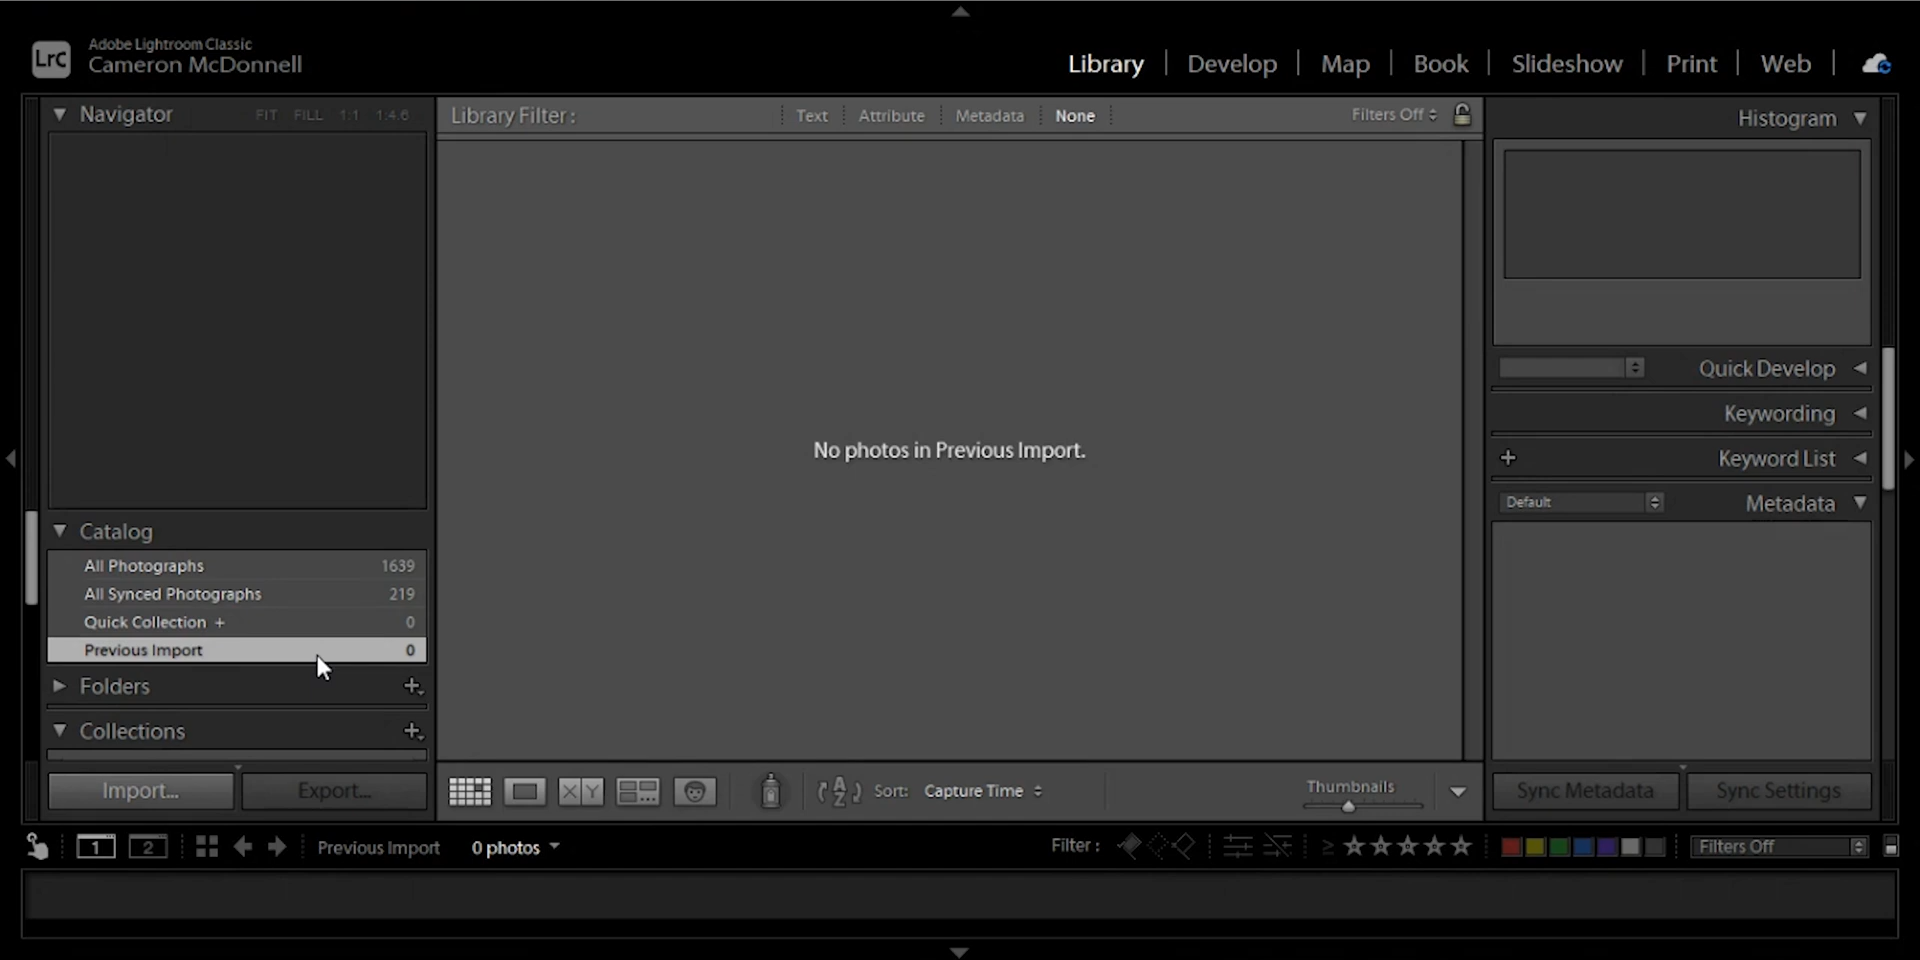 Adobe Lightroom Classic
LrC
Cameron McDonnell
Library | Develop | Map | Book | Slideshow | Print | Web |
Navigator FIT FILL 1:1 1:4.6
Library Filter : Text Attribute Metadata None Filters Off
Histogram
Quick Develop
Keywording
+ Keyword List
Default Metadata
No photos in Previous Import.
Catalog
All Photographs 1639
All Synced Photographs 219
Quick Collection + 0
Previous Import 0
Folders +
Collections +
Import... Export...
X Y
A Z Sort: Capture Time
Thumbnails
Sync Metadata Sync Settings
1 2 Previous Import 0 photos
Filter : ≥ Filters Off